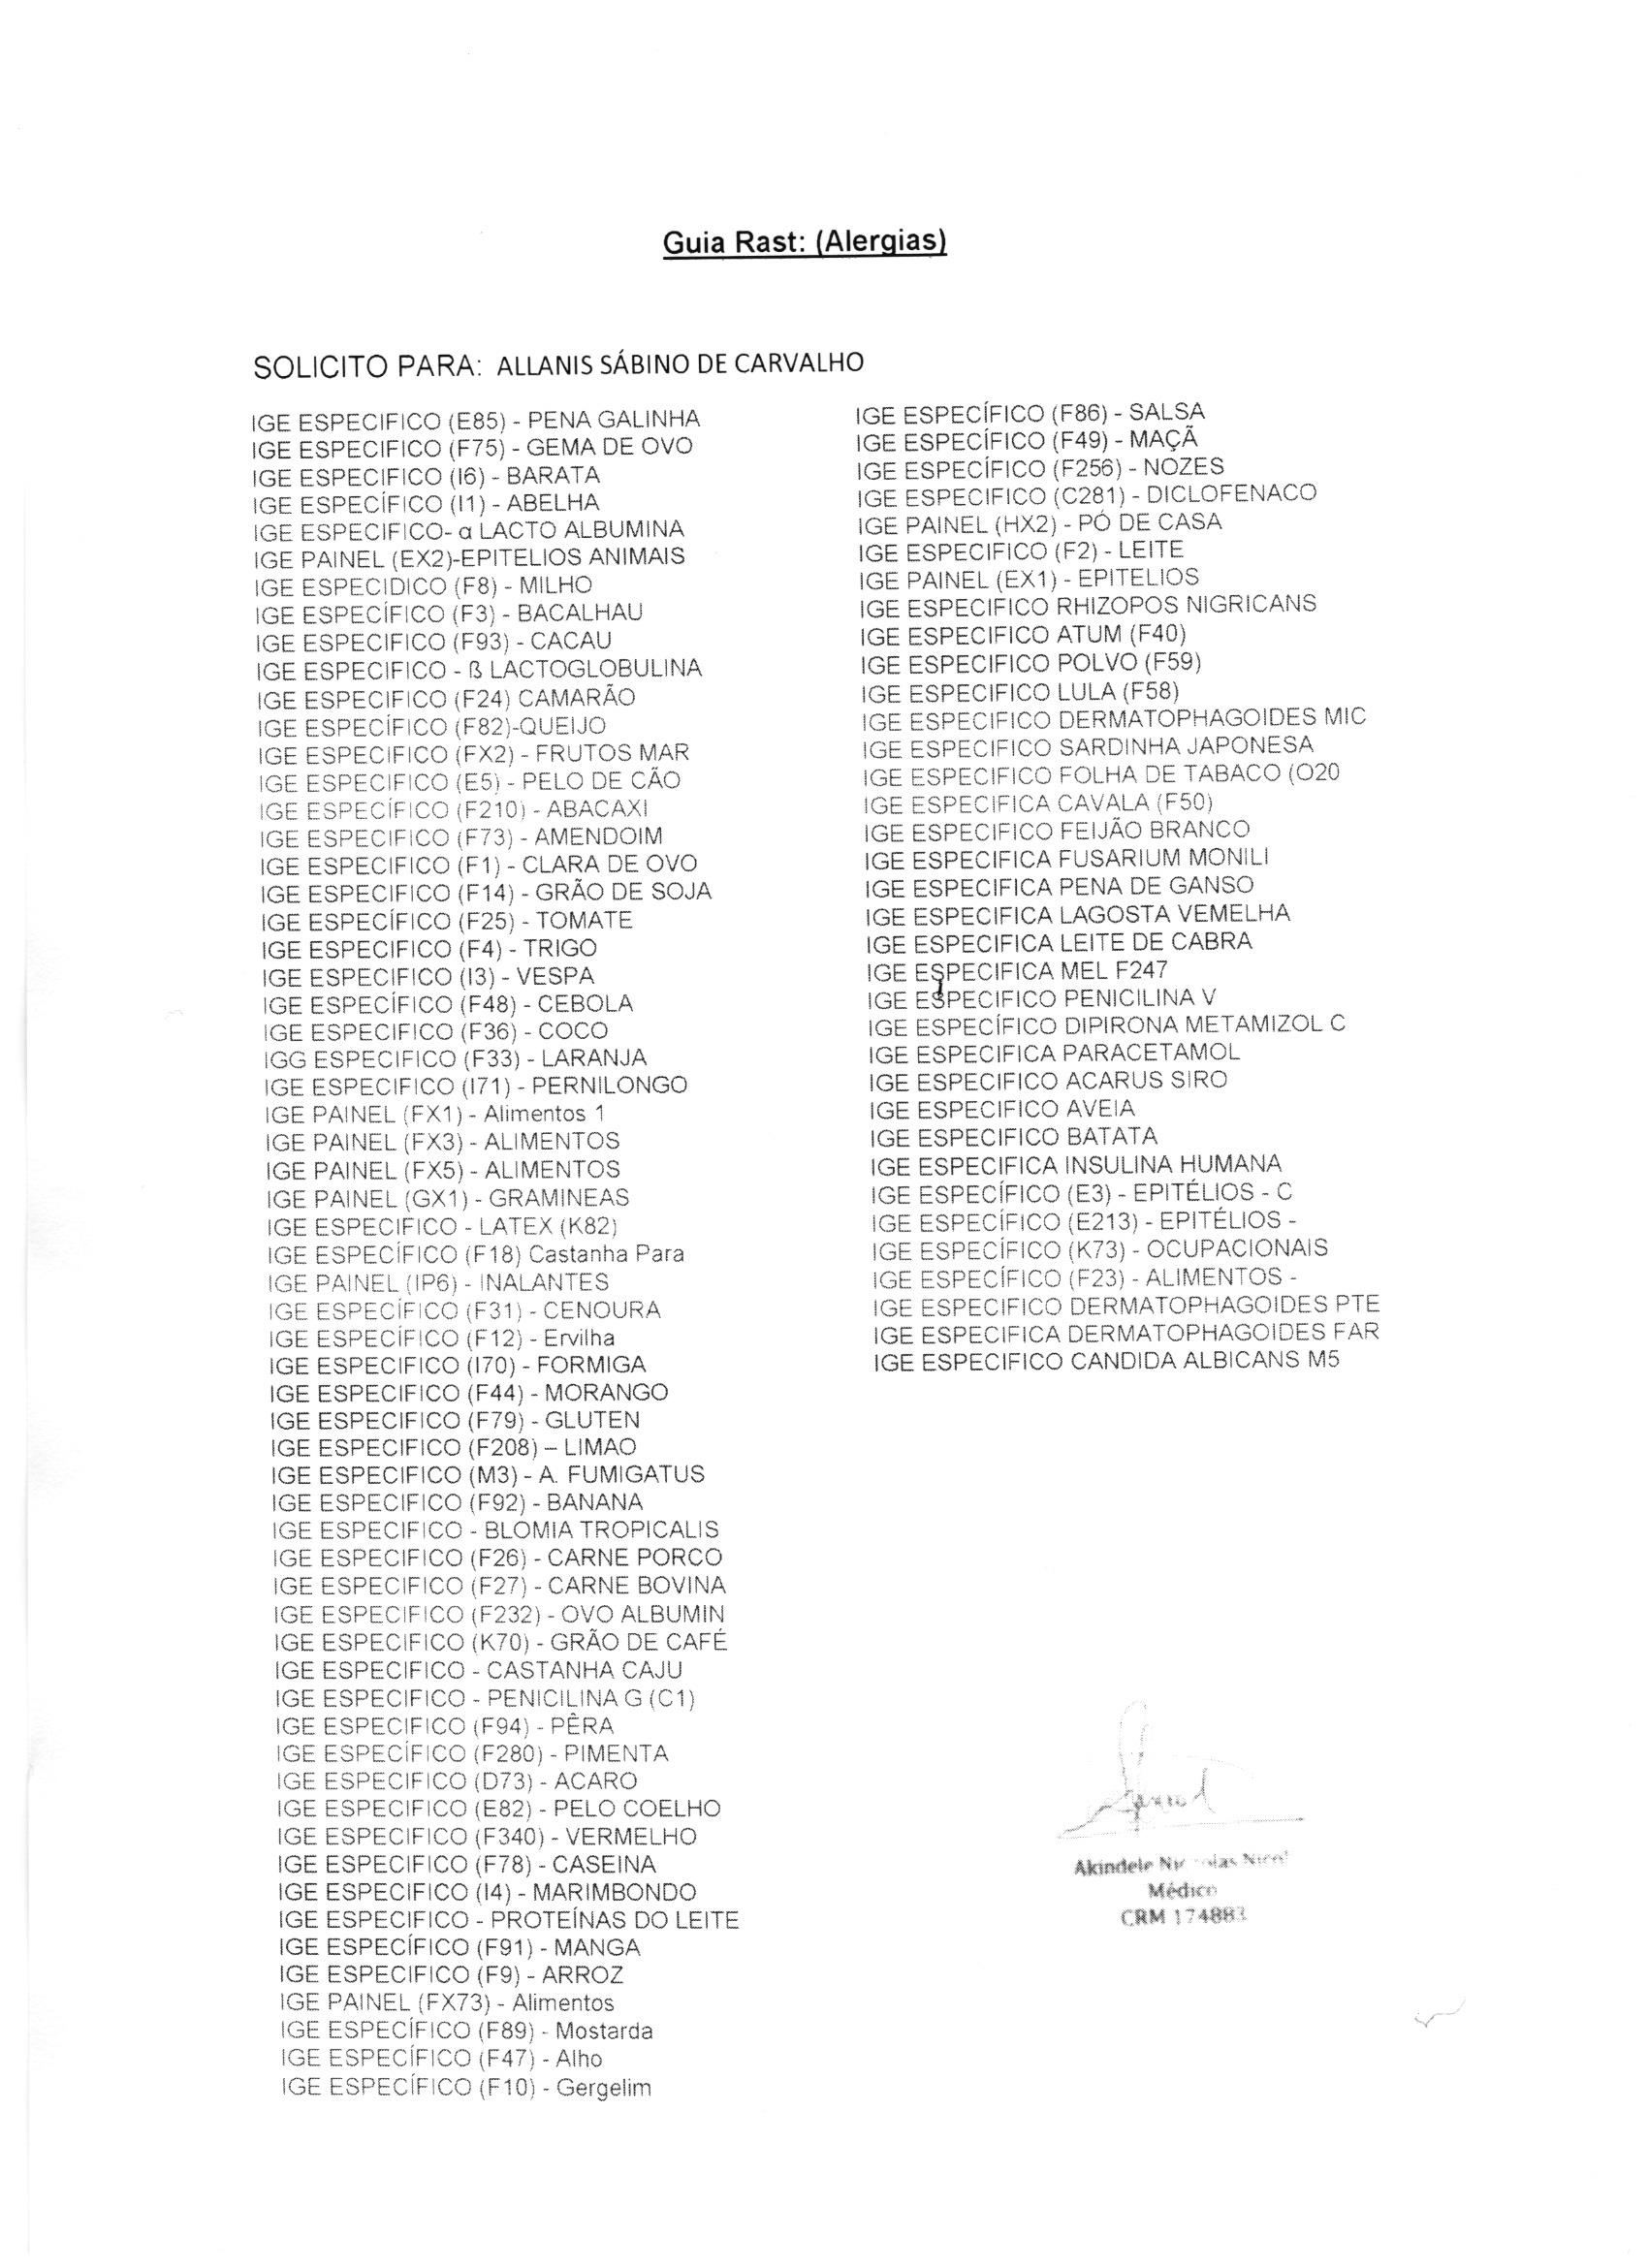 Guia Rast: (Alergias)
SOLICITO PARA: ALLANIS SÁBINO DE CARVALHO
IGE ESPECIFICO (E85) - PENA GALINHA
IGE ESPECIFICO (F75) - GEMA DE OVO
IGE ESPECIFICO (I6) - BARATA
IGE ESPECÍFICO (I1) - ABELHA
IGE ESPECIFICO- α LACTO ALBUMINA
IGE PAINEL (EX2)-EPITELIOS ANIMAIS
IGE ESPECIDICO (F8) - MILHO
IGE ESPECÍFICO (F3) - BACALHAU
IGE ESPECIFICO (F93) - CACAU
IGE ESPECIFICO - ß LACTOGLOBULINA
IGE ESPECIFICO (F24) CAMARÃO
IGE ESPECÍFICO (F82)-QUEIJO
IGE ESPECIFICO (FX2) - FRUTOS MAR
IGE ESPECIFICO (E5) - PELO DE CÃO
IGE ESPECÍFICO (F210) - ABACAXI
IGE ESPECIFICO (F73) - AMENDOIM
IGE ESPECIFICO (F1) - CLARA DE OVO
IGE ESPECIFICO (F14) - GRÃO DE SOJA
IGE ESPECÍFICO (F25) - TOMATE
IGE ESPECIFICO (F4) - TRIGO
IGE ESPECIFICO (I3) - VESPA
IGE ESPECÍFICO (F48) - CEBOLA
IGE ESPECIFICO (F36) - COCO
IGG ESPECIFICO (F33) - LARANJA
IGE ESPECIFICO (I71) - PERNILONGO
IGE PAINEL (FX1) - Alimentos 1
IGE PAINEL (FX3) - ALIMENTOS
IGE PAINEL (FX5) - ALIMENTOS
IGE PAINEL (GX1) - GRAMINEAS
IGE ESPECIFICO - LATEX (K82)
IGE ESPECÍFICO (F18) Castanha Para
IGE PAINEL (IP6) - INALANTES
IGE ESPECÍFICO (F31) - CENOURA
IGE ESPECÍFICO (F12) - Ervilha
IGE ESPECIFICO (I70) - FORMIGA
IGE ESPECIFICO (F44) - MORANGO
IGE ESPECIFICO (F79) - GLUTEN
IGE ESPECIFICO (F208) – LIMAO
IGE ESPECIFICO (M3) - A. FUMIGATUS
IGE ESPECIFICO (F92) - BANANA
IGE ESPECIFICO - BLOMIA TROPICALIS
IGE ESPECIFICO (F26) - CARNE PORCO
IGE ESPECIFICO (F27) - CARNE BOVINA
IGE ESPECIFICO (F232) - OVO ALBUMIN
IGE ESPECIFICO (K70) - GRÃO DE CAFÉ
IGE ESPECIFICO - CASTANHA CAJU
IGE ESPECIFICO - PENICILINA G (C1)
IGE ESPECIFICO (F94) - PÊRA
IGE ESPECÍFICO (F280) - PIMENTA
IGE ESPECIFICO (D73) - ACARO
IGE ESPECIFICO (E82) - PELO COELHO
IGE ESPECIFICO (F340) - VERMELHO
IGE ESPECIFICO (F78) - CASEINA
IGE ESPECIFICO (I4) - MARIMBONDO
IGE ESPECIFICO - PROTEÍNAS DO LEITE
IGE ESPECÍFICO (F91) - MANGA
IGE ESPECIFICO (F9) - ARROZ
IGE PAINEL (FX73) - Alimentos
IGE ESPECÍFICO (F89) - Mostarda
IGE ESPECÍFICO (F47) - Alho
IGE ESPECÍFICO (F10) - Gergelim
IGE ESPECÍFICO (F86) - SALSA
IGE ESPECÍFICO (F49) - MAÇÃ
IGE ESPECÍFICO (F256) - NOZES
IGE ESPECIFICO (C281) - DICLOFENACO
IGE PAINEL (HX2) - PÓ DE CASA
IGE ESPECIFICO (F2) - LEITE
IGE PAINEL (EX1) - EPITELIOS
IGE ESPECIFICO RHIZOPOS NIGRICANS
IGE ESPECIFICO ATUM (F40)
IGE ESPECIFICO POLVO (F59)
IGE ESPECIFICO LULA (F58)
IGE ESPECIFICO DERMATOPHAGOIDES MIC
IGE ESPECIFICO SARDINHA JAPONESA
IGE ESPECIFICO FOLHA DE TABACO (O20
IGE ESPECIFICA CAVALA (F50)
IGE ESPECIFICO FEIJÃO BRANCO
IGE ESPECIFICA FUSARIUM MONILI
IGE ESPECIFICA PENA DE GANSO
IGE ESPECIFICA LAGOSTA VEMELHA
IGE ESPECIFICA LEITE DE CABRA
IGE ESPECIFICA MEL F247
IGE ESPECIFICO PENICILINA V
IGE ESPECÍFICO DIPIRONA METAMIZOL C
IGE ESPECIFICA PARACETAMOL
IGE ESPECIFICO ACARUS SIRO
IGE ESPECIFICO AVEIA
IGE ESPECIFICO BATATA
IGE ESPECIFICA INSULINA HUMANA
IGE ESPECÍFICO (E3) - EPITÉLIOS - C
IGE ESPECÍFICO (E213) - EPITÉLIOS -
IGE ESPECÍFICO (K73) - OCUPACIONAIS
IGE ESPECÍFICO (F23) - ALIMENTOS -
IGE ESPECIFICO DERMATOPHAGOIDES PTE
IGE ESPECIFICA DERMATOPHAGOIDES FAR
IGE ESPECIFICO CANDIDA ALBICANS M5
Akindele
Médico
CRM 174883